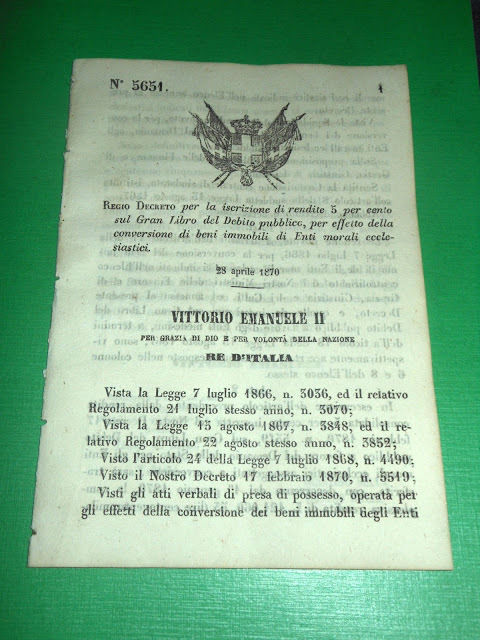 N° 5651.
1
REGIO DECRETO per la iscrizione di rendite 5 per cento
sul Gran Libro del Debito pubblico, per effetto della
conversione di beni immobili di Enti morali eccle-
siastici.
28 aprile 1870
VITTORIO EMANUELE II
PER GRAZIA DI DIO E PER VOLONTÀ DELLA NAZIONE
RE D'ITALIA
Vista la Legge 7 luglio 1866, n. 3036, ed il relativo
Regolamento 21 luglio stesso anno, n. 3070;
Vista la Legge 15 agosto 1867, n. 3848, ed il re-
lativo Regolamento 22 agosto stesso anno, n. 3852;
Visto l'articolo 24 della Legge 7 luglio 1868, n. 4490;
Visto il Nostro Decreto 17 febbraio 1870, n. 5519;
Visti gli atti verbali di presa di possesso, operata per
gli effetti della conversione dei beni immobili degli Enti